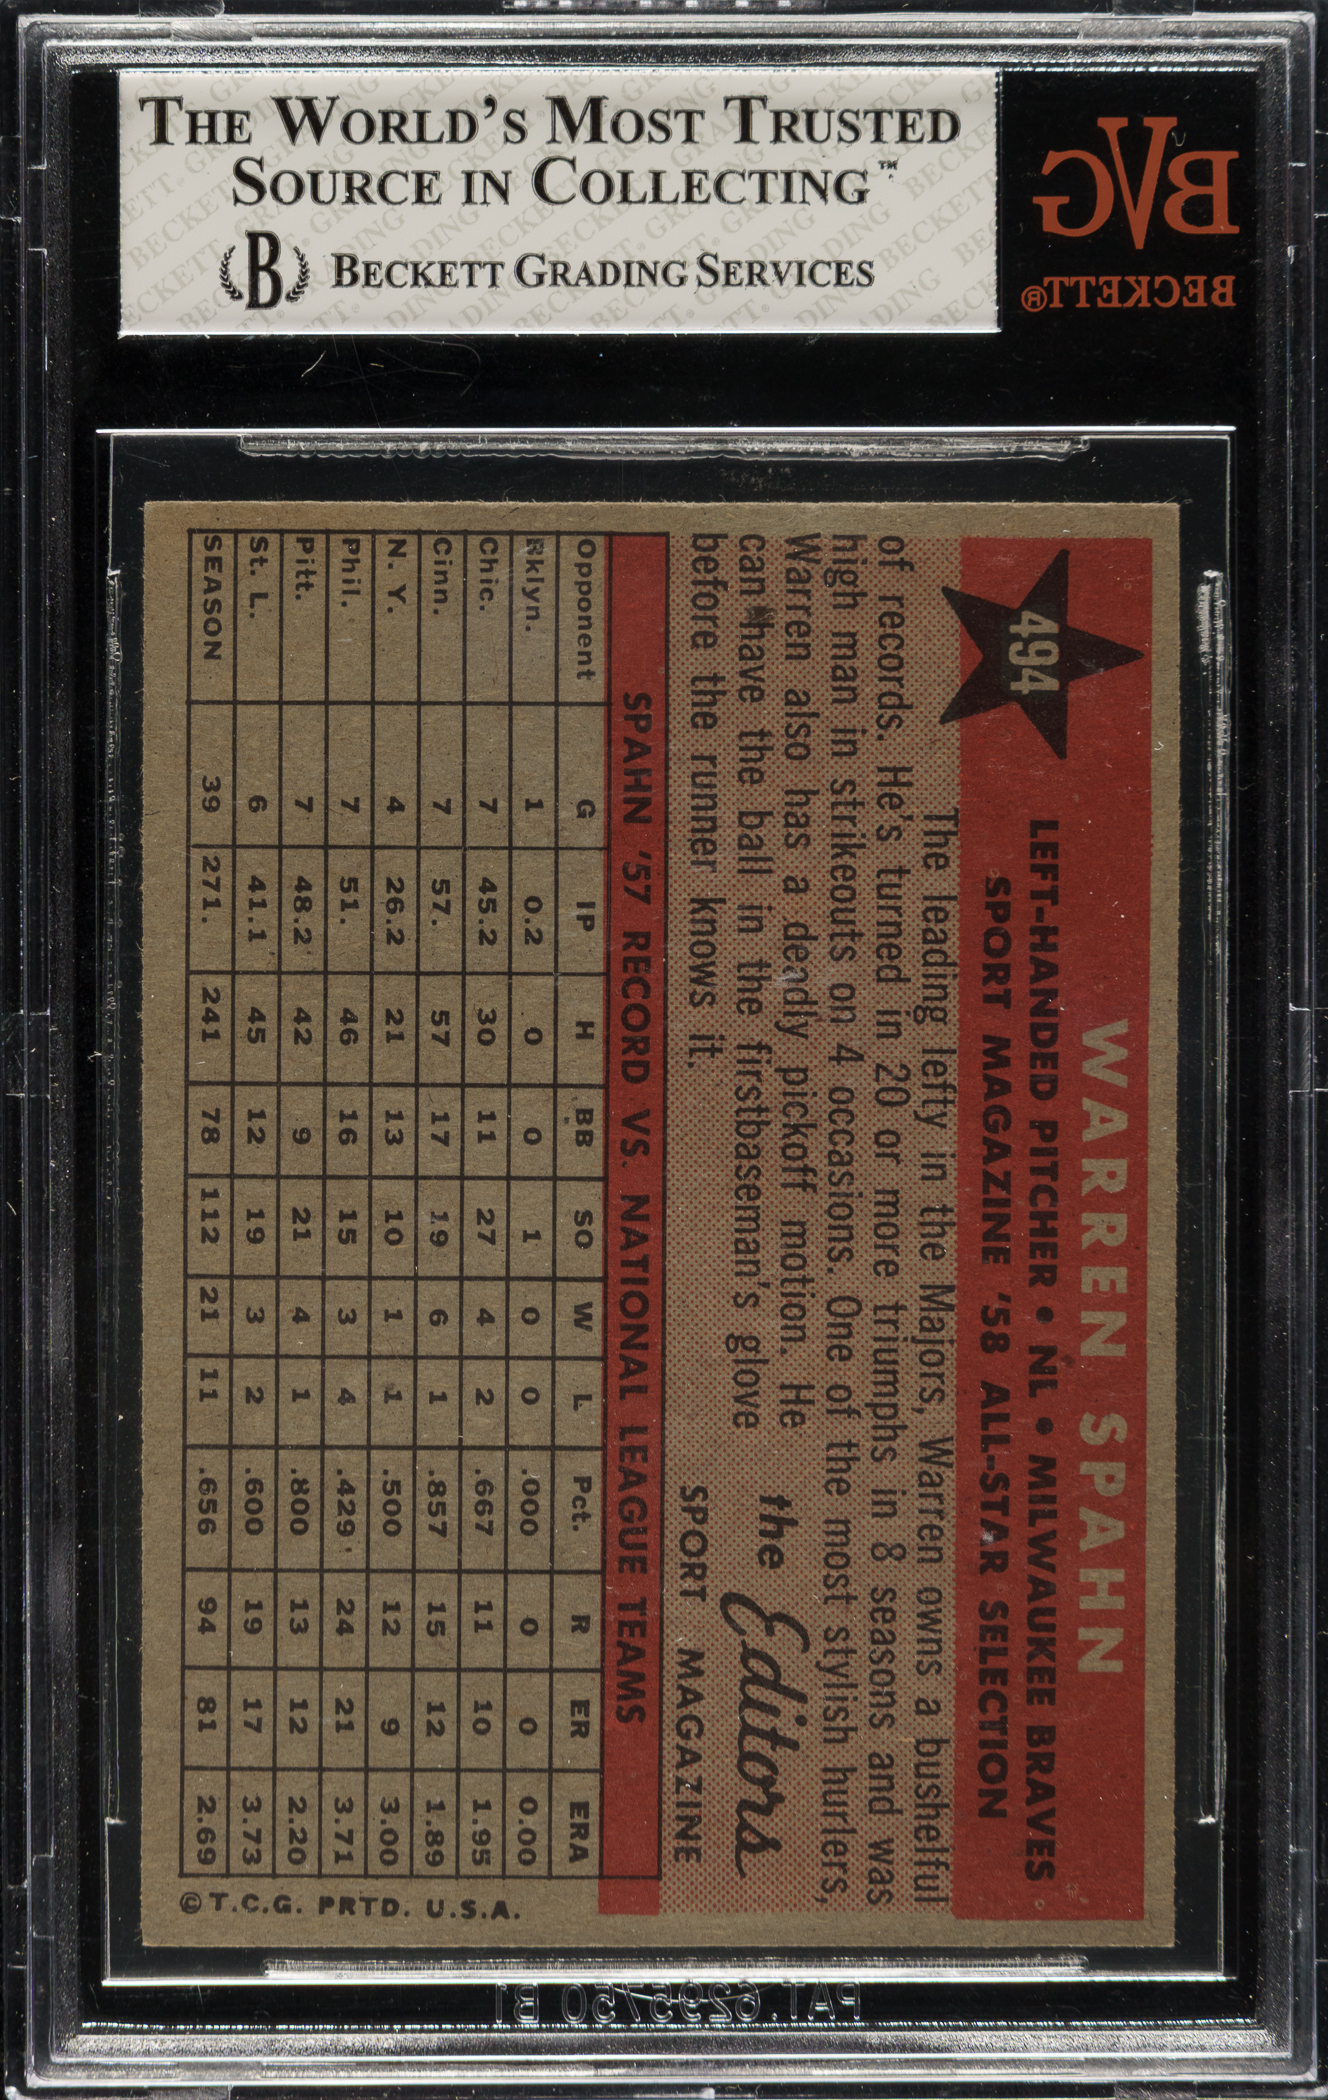 THE WORLD'S MOST TRUSTED
SOURCE IN COLLECTING™
B BECKETT GRADING SERVICES
BVG
BECKETT®
494
WARREN SPAHN
LEFT-HANDED PITCHER • NL • MILWAUKEE BRAVES
SPORT MAGAZINE '58 ALL-STAR SELECTION
The leading lefty in the Majors, Warren owns a bushelful
of records. He's turned in 20 or more triumphs in 8 seasons and was
high man in strikeouts on 4 occasions. One of the most stylish hurlers,
Warren also has a deadly pickoff motion. He
can have the ball in the firstbaseman's glove
before the runner knows it.
the Editors
SPORT MAGAZINE
SPAHN '57 RECORD VS. NATIONAL LEAGUE TEAMS
Opponent G IP H BB SO W L Pct. R ER ERA
Bklyn. 1 0.2 0 0 1 0 0 .000 0 0 0.00
Chic. 7 45.2 30 11 27 4 2 .667 11 10 1.95
Cinn. 7 57. 57 17 19 6 1 .857 15 12 1.89
N. Y. 4 26.2 21 13 10 1 1 .500 12 9 3.00
Phil. 7 51. 46 16 15 3 4 .429 24 21 3.71
Pitt. 7 48.2 42 9 21 4 1 .800 13 12 2.20
St. L. 6 41.1 45 12 19 3 2 .600 19 17 3.73
SEASON 39 271. 241 78 112 21 11 .656 94 81 2.69
© T.C.G. PRTD. U.S.A.
PAT. 6295750 B1